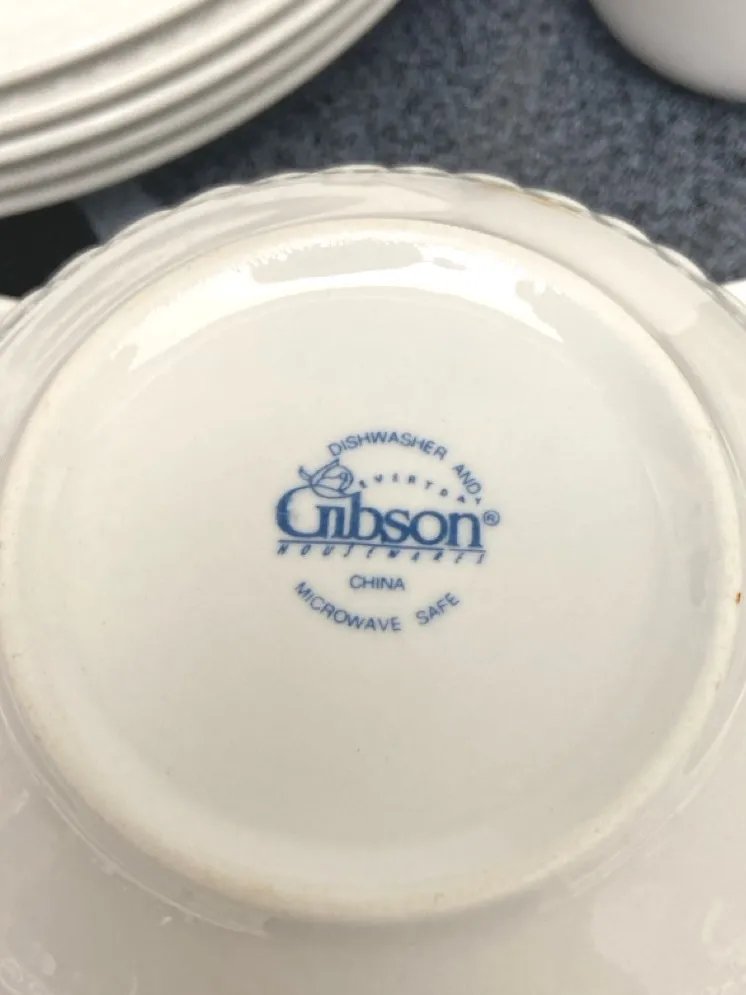 DISHWASHER AND
EVERYDAY
Gibson®
HOUSEWARES
CHINA
MICROWAVE SAFE